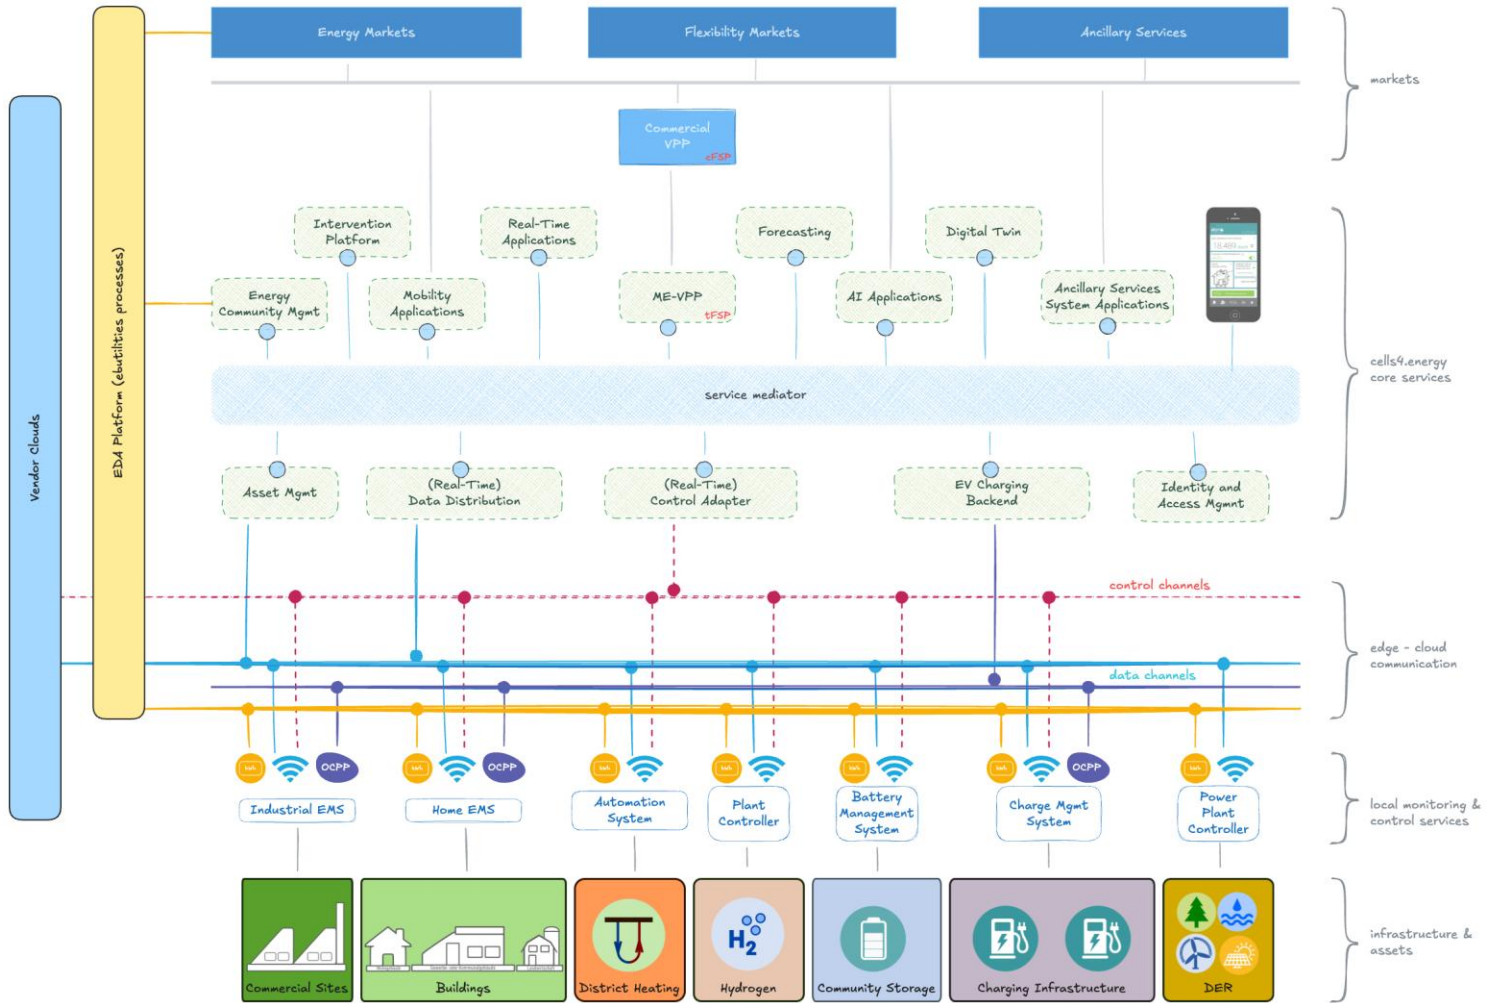 Energy Markets
Flexibility Markets
Ancillary Services
markets
Commercial
VPP
cFSP
Vendor Clouds
EDA Platform (ebutilities processes)
Intervention
Platform
Real-Time
Applications
Forecasting
Digital Twin
18.489
Energy
Community Mgmt
Mobility
Applications
ME-VPP
tFSP
AI Applications
Ancillary Services
System Applications
cells4.energy
core services
service mediator
Asset Mgmt
(Real-Time)
Data Distribution
(Real-Time)
Control Adapter
EV Charging
Backend
Identity and
Access Mgmnt
control channels
edge - cloud
communication
data channels
OCPP
OCPP
OCPP
Industrial EMS
Home EMS
Automation
System
Plant
Controller
Battery
Management
System
Charge Mgmt
System
Power
Plant
Controller
local monitoring &
control services
H2
infrastructure &
assets
Commercial Sites
Buildings
District Heating
Hydrogen
Community Storage
Charging Infrastructure
DER